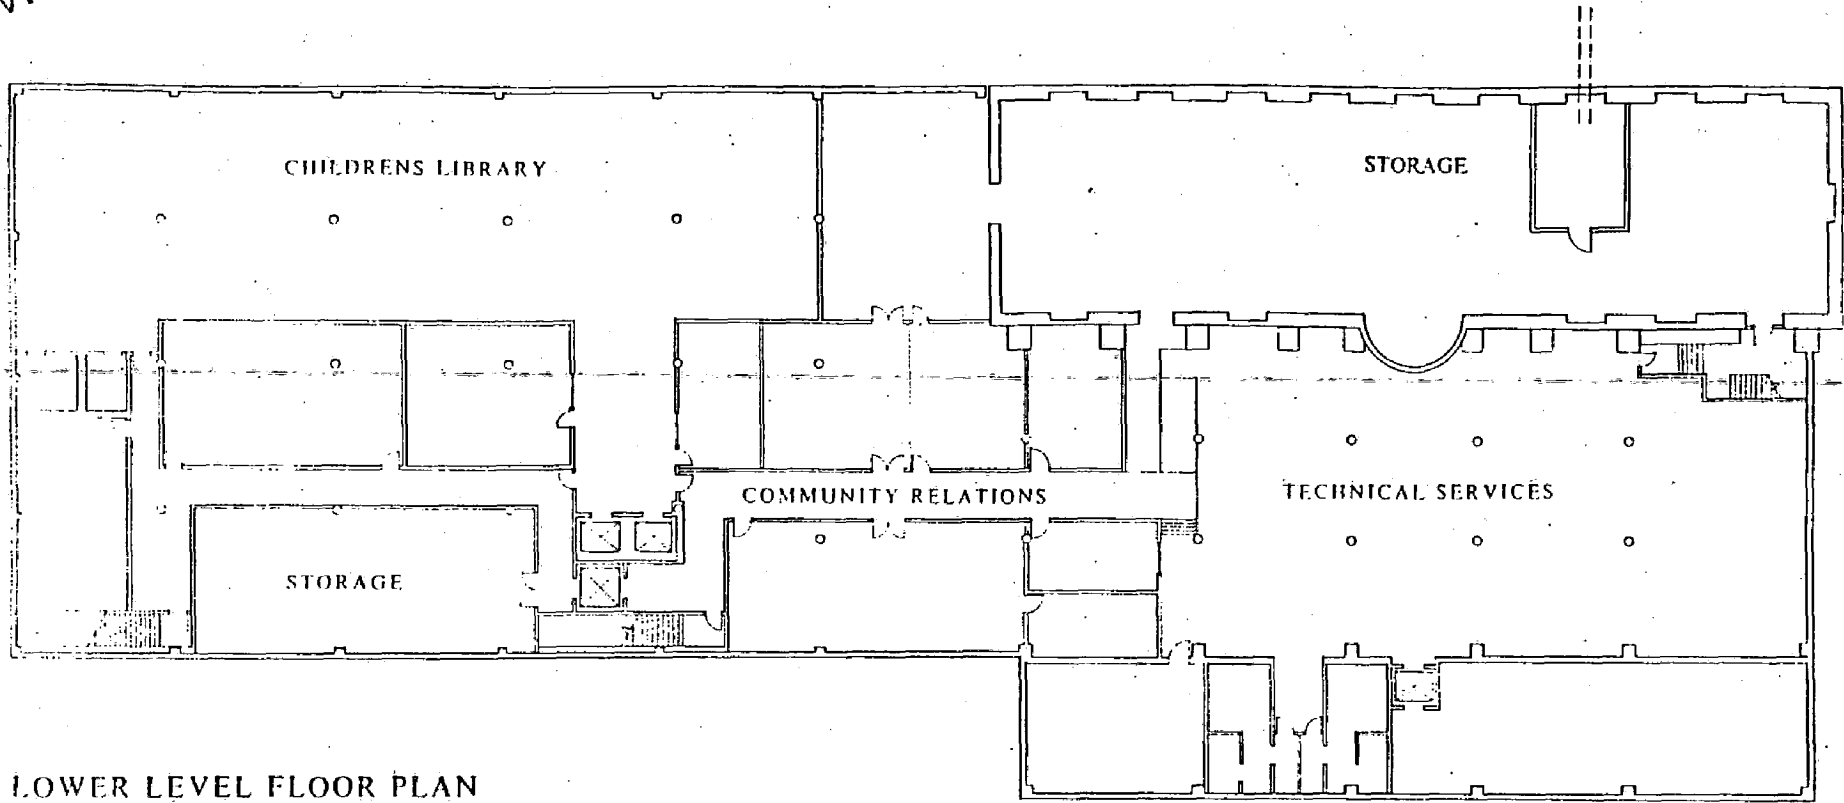 CHILDRENS LIBRARY
STORAGE
COMMUNITY RELATIONS
TECHNICAL SERVICES
STORAGE
LOWER LEVEL FLOOR PLAN